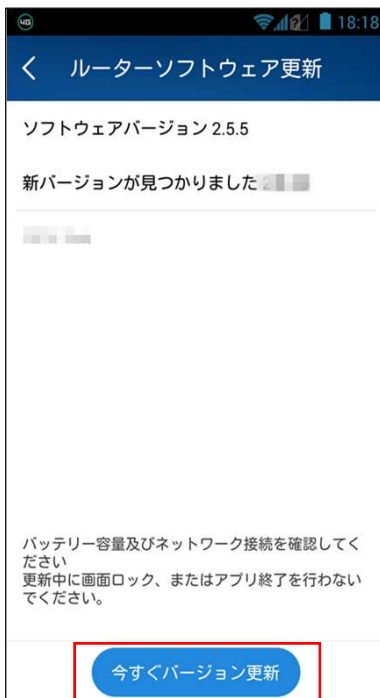 4G
18:18
ルーターソフトウェア更新
ソフトウェアバージョン 2.5.5
新バージョンが見つかりました
バッテリー容量及びネットワーク接続を確認してく
ださい
更新中に画面ロック、またはアプリ終了を行わない
でください。
今すぐバージョン更新